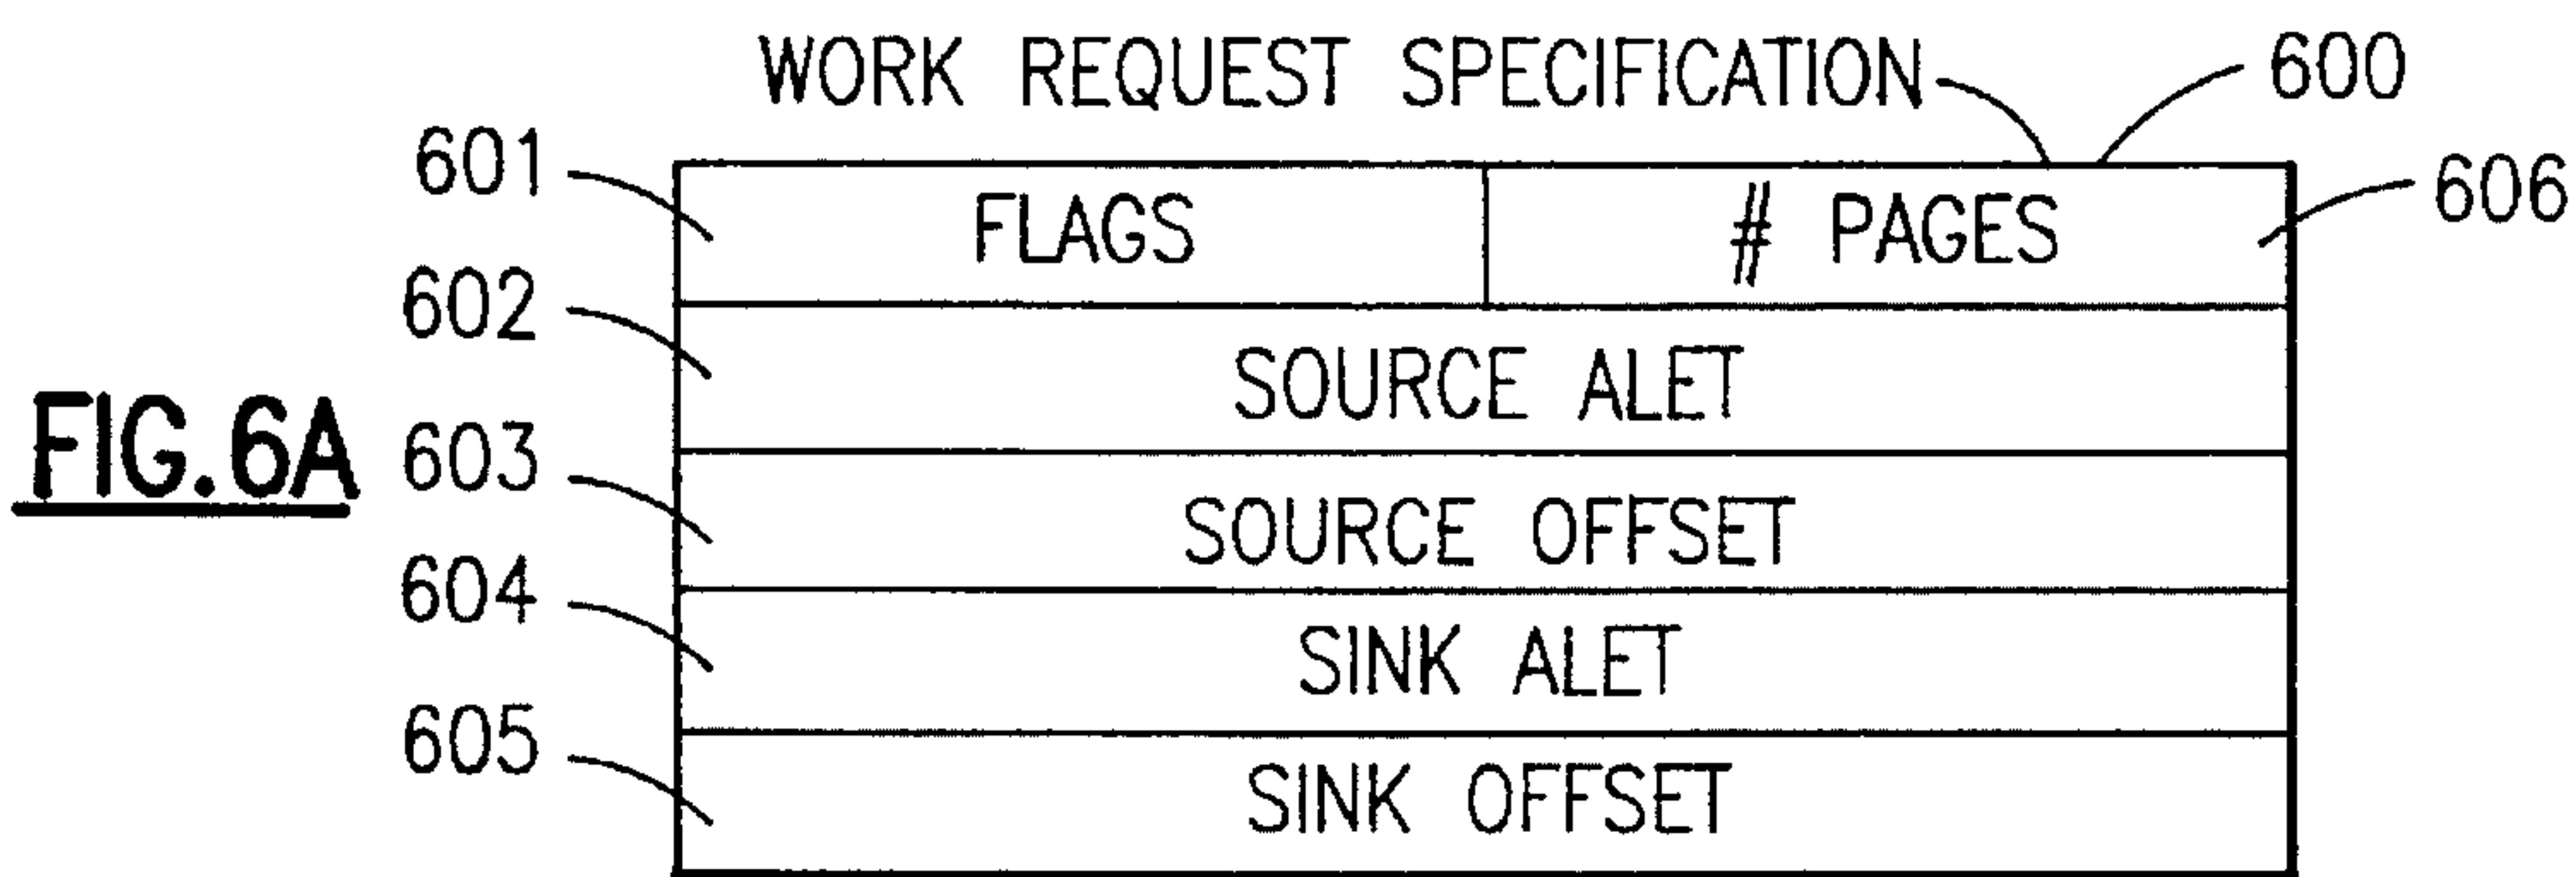 WORK REQUEST SPECIFICATION 600
601 FLAGS # PAGES 606
602 SOURCE ALET
FIG.6A
603 SOURCE OFFSET
604 SINK ALET
605 SINK OFFSET